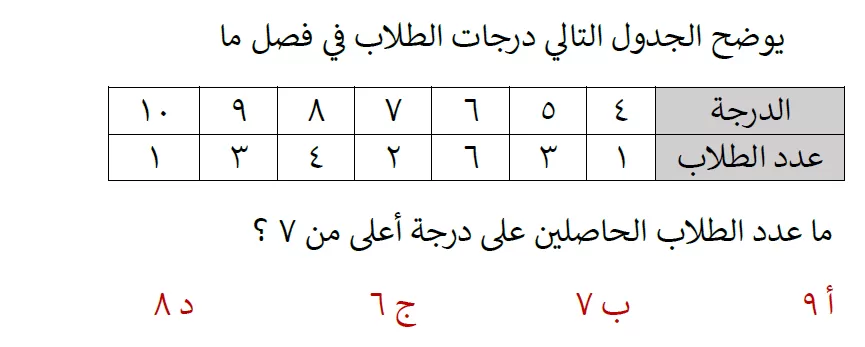 يوضح الجدول التالي درجات الطلاب في فصل ما
الدرجة ٤ ٥ ٦ ٧ ٨ ٩ ١٠
عدد الطلاب ١ ٣ ٦ ٢ ٤ ٣ ١
ما عدد الطلاب الحاصلين على درجة أعلى من ٧ ؟
أ ٩ ب ٧ ج ٦ د ٨